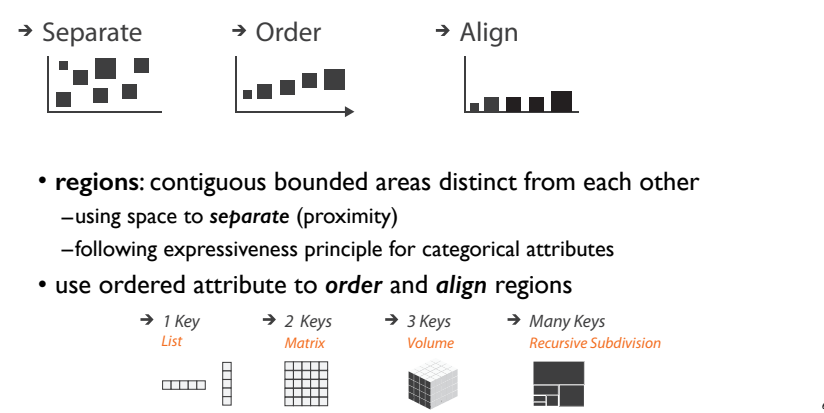 ➔ Separate ➔ Order ➔ Align
• regions: contiguous bounded areas distinct from each other
–using space to separate (proximity)
–following expressiveness principle for categorical attributes
• use ordered attribute to order and align regions
➔ 1 Key ➔ 2 Keys ➔ 3 Keys ➔ Many Keys
List Matrix Volume Recursive Subdivision